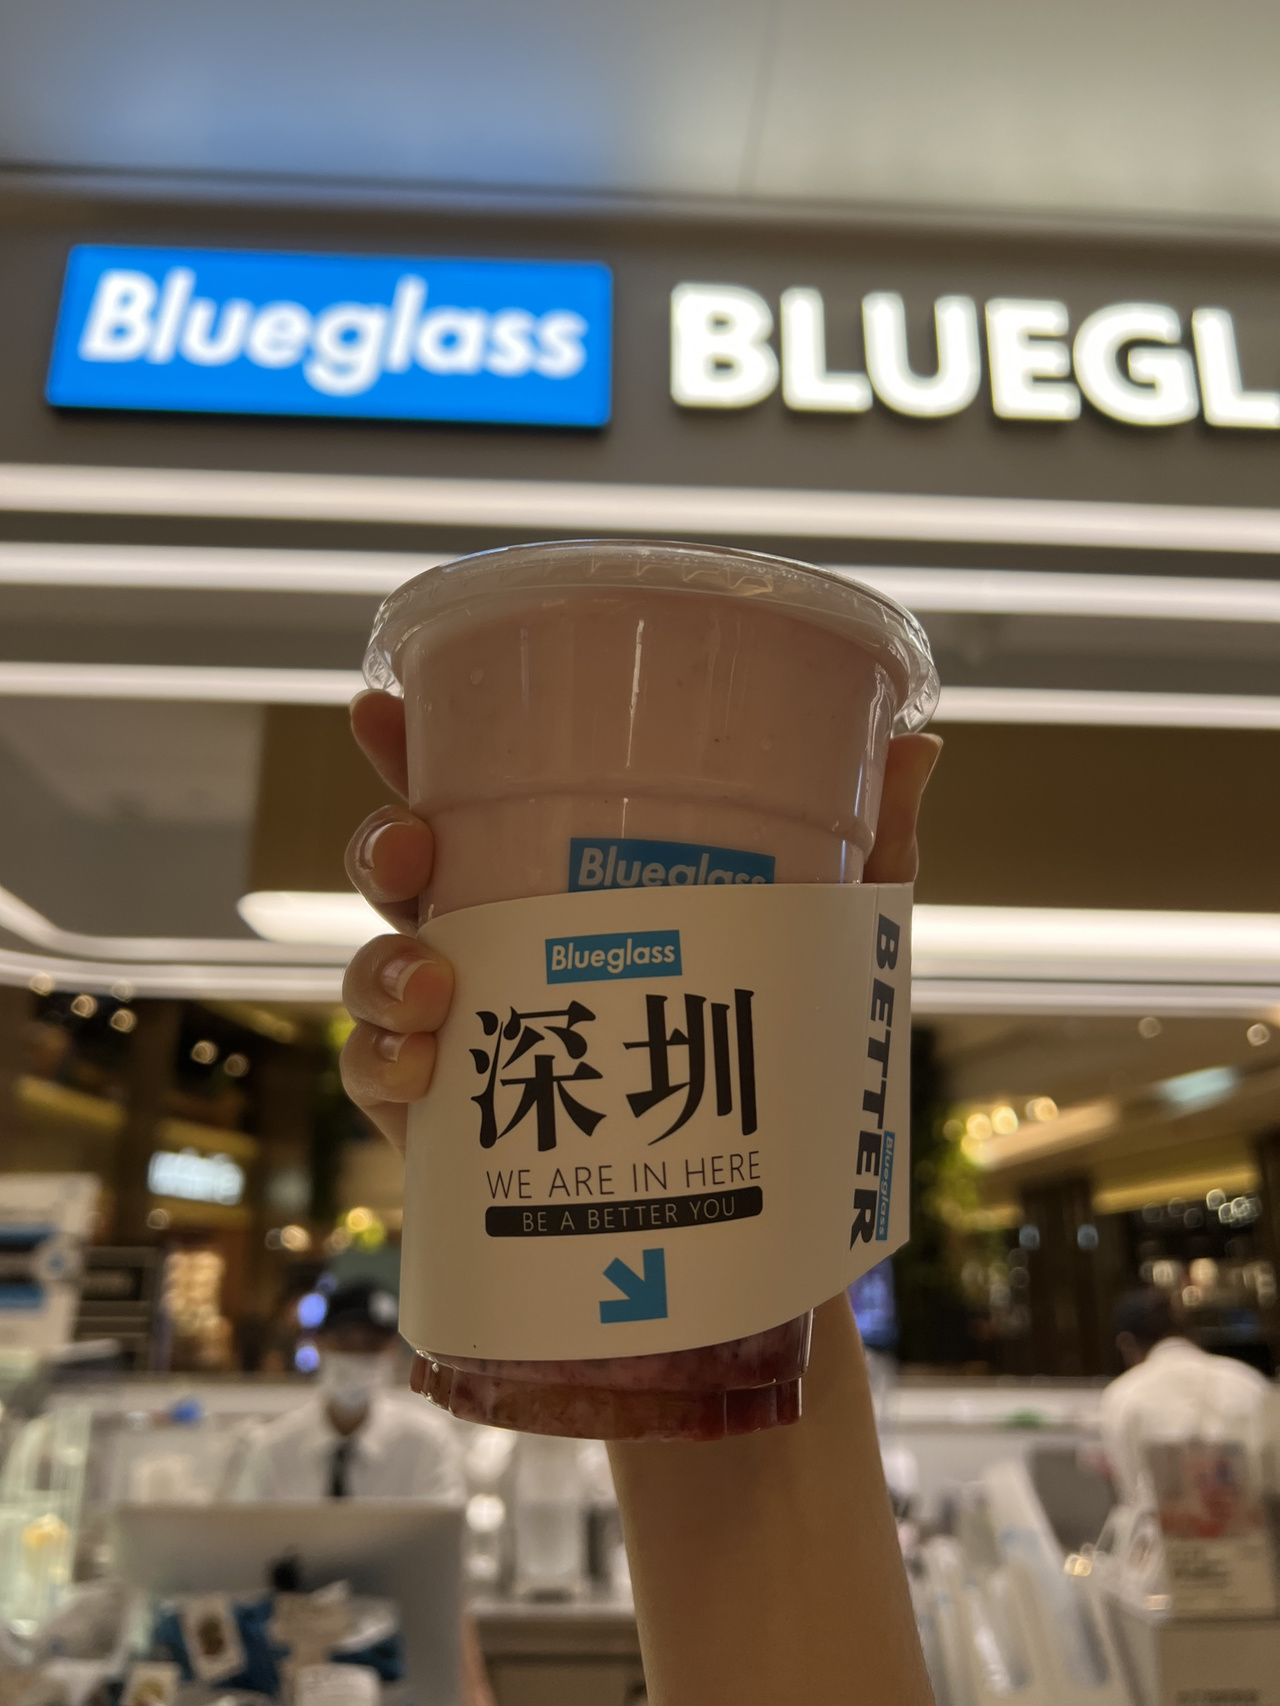 Blueglass
BLUEGL
Blueglass
Blueglass
深圳
WE ARE IN HERE
BE A BETTER YOU
BETTER
Blueglass